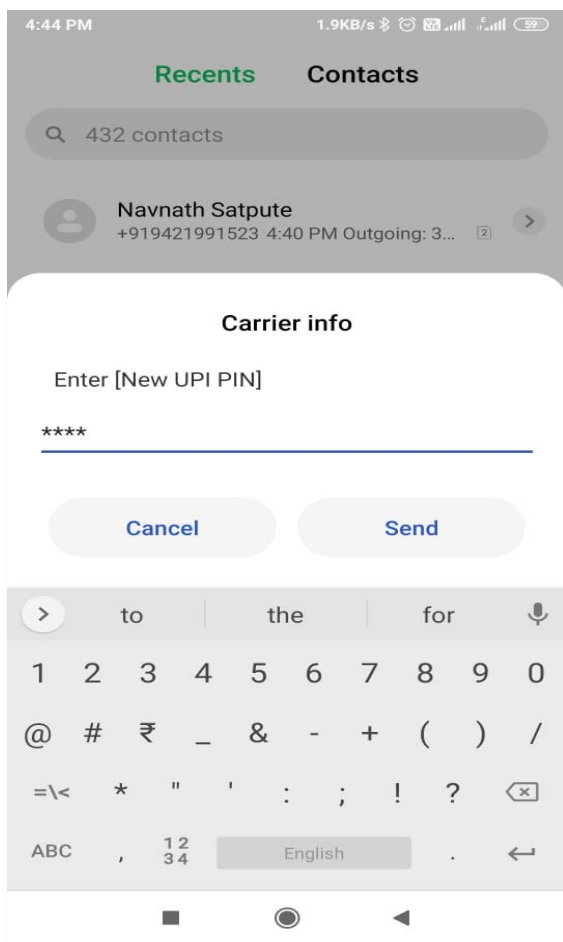 4:44 PM 1.9KB/s 59
Recents Contacts
432 contacts
Navnath Satpute
+919421991523 4:40 PM Outgoing: 3... 2
Carrier info
Enter [New UPI PIN]
****
Cancel Send
to the for
1 2 3 4 5 6 7 8 9 0
@ # ₹ _ & - + ( ) /
=\< * " ' : ; ! ?
ABC , 12 34 English .